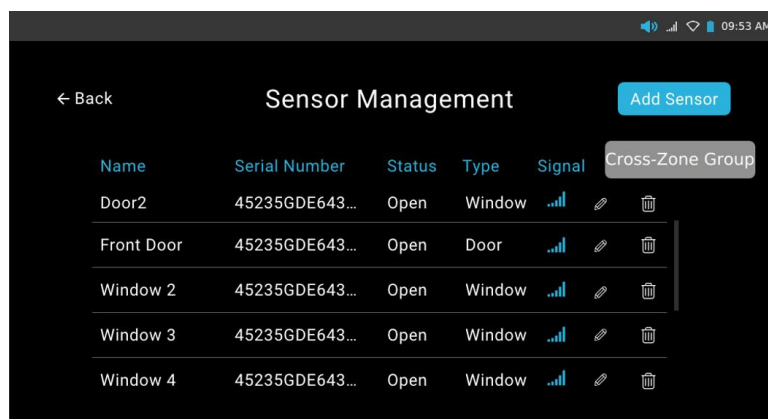 09:53 AM
← Back
Sensor Management
Add Sensor
Cross-Zone Group
Name Serial Number Status Type Signal
Door2 45235GDE643... Open Window
Front Door 45235GDE643... Open Door
Window 2 45235GDE643... Open Window
Window 3 45235GDE643... Open Window
Window 4 45235GDE643... Open Window